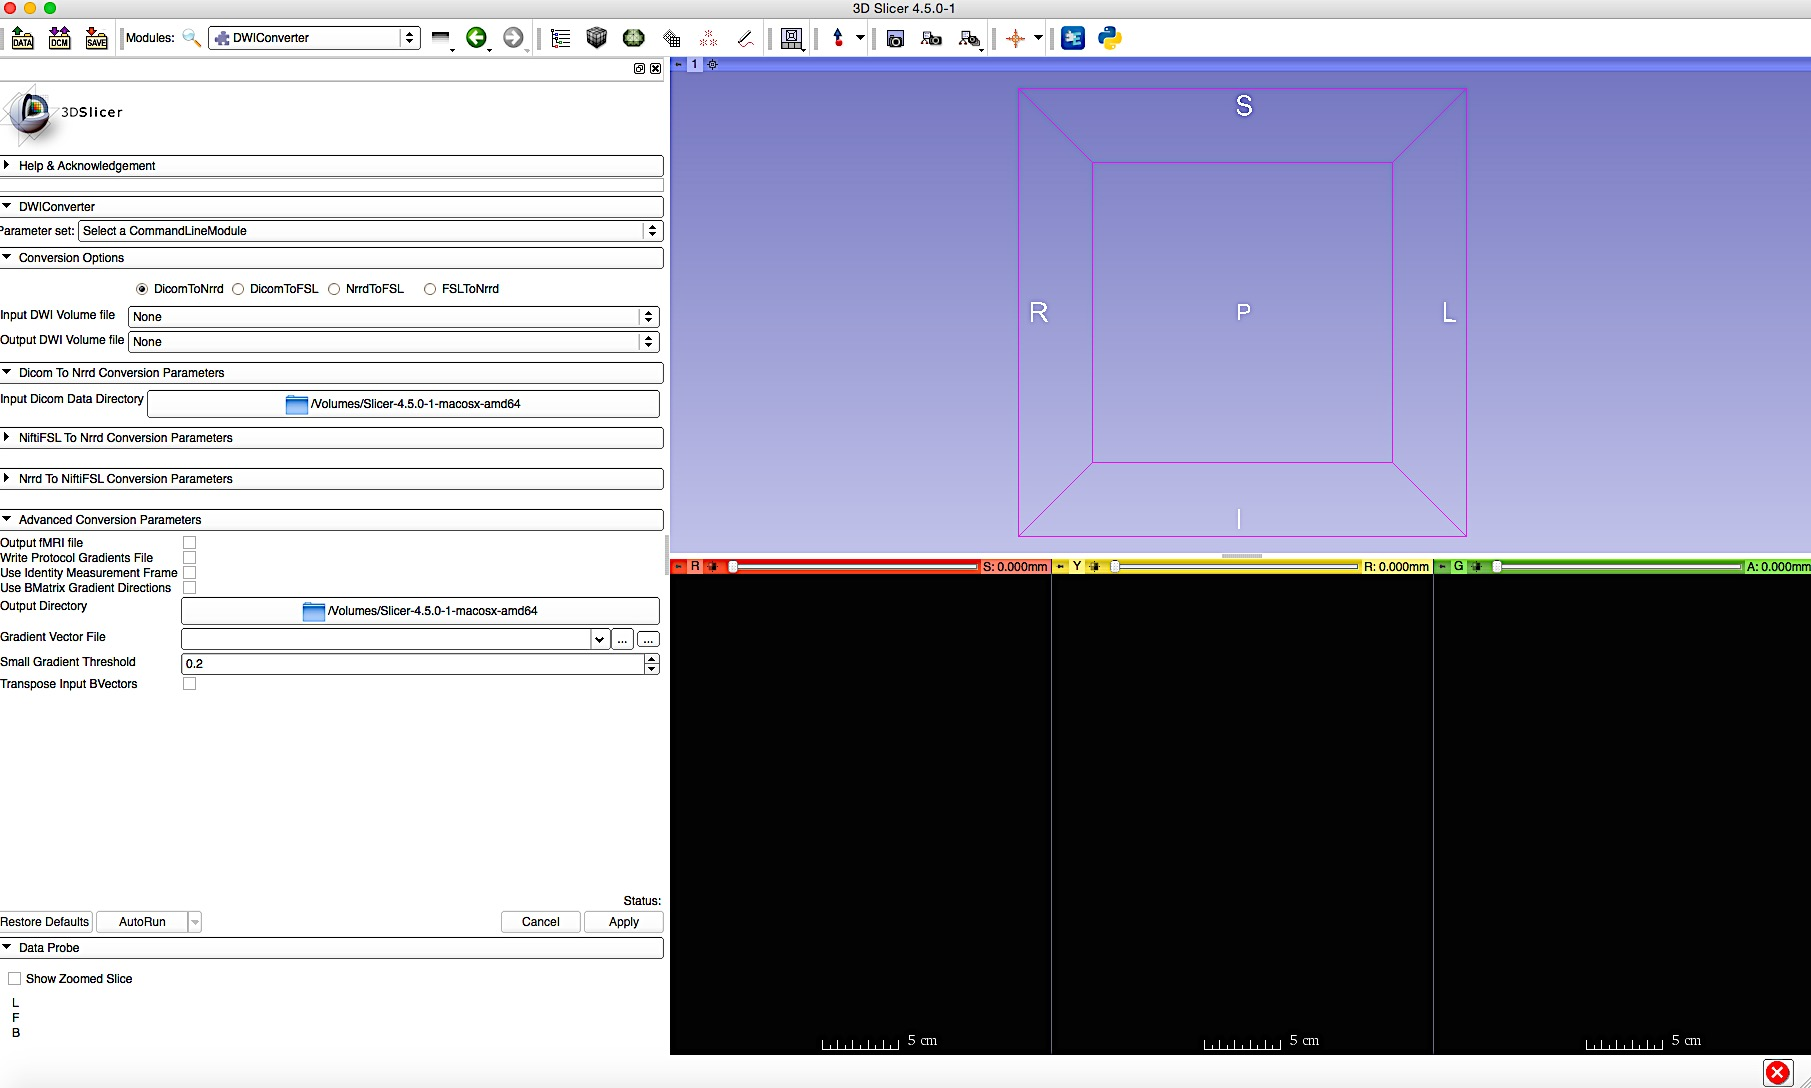 3D Slicer 4.5.0-1
DATA DCM SAVE Modules: DWIConverter
1
3DSlicer
Help & Acknowledgement
DWIConverter
Parameter set: Select a CommandLineModule
Conversion Options
DicomToNrrd DicomToFSL NrrdToFSL FSLToNrrd
Input DWI Volume file None
Output DWI Volume file None
Dicom To Nrrd Conversion Parameters
Input Dicom Data Directory /Volumes/Slicer-4.5.0-1-macosx-amd64
NiftiFSL To Nrrd Conversion Parameters
Nrrd To NiftiFSL Conversion Parameters
Advanced Conversion Parameters
Output fMRI file
Write Protocol Gradients File
Use Identity Measurement Frame
Use BMatrix Gradient Directions
Output Directory /Volumes/Slicer-4.5.0-1-macosx-amd64
Gradient Vector File ... ...
Small Gradient Threshold 0.2
Transpose Input BVectors
Status:
Restore Defaults AutoRun Cancel Apply
Data Probe
Show Zoomed Slice
L
F
B
S
R P L
I
R S: 0.000mm Y R: 0.000mm G A: 0.000mm
5 cm 5 cm 5 cm